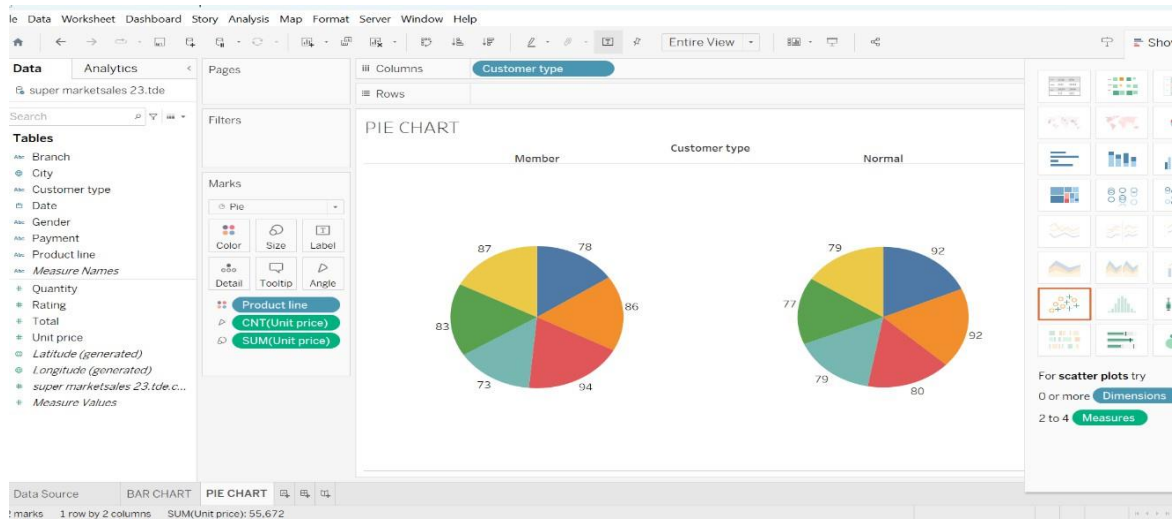 le Data Worksheet Dashboard Story Analysis Map Format Server Window Help
Entire View
Show
Data Analytics
super marketsales 23.tde
Search
Tables
Abc Branch
City
Abc Customer type
Date
Abc Gender
Abc Payment
Abc Product line
Abc Measure Names
# Quantity
# Rating
# Total
# Unit price
Latitude (generated)
Longitude (generated)
# super marketsales 23.tde.c...
# Measure Values
Pages
Filters
Marks
Pie
Color Size Label
Detail Tooltip Angle
Product line
CNT(Unit price)
SUM(Unit price)
Columns Customer type
Rows
PIE CHART
Customer type
Member Normal
87 78 79 92
83 86 77 92
73 94 79 80
For scatter plots try
0 or more Dimensions
2 to 4 Measures
Data Source BAR CHART PIE CHART
marks 1 row by 2 columns SUM(Unit price): 55,672